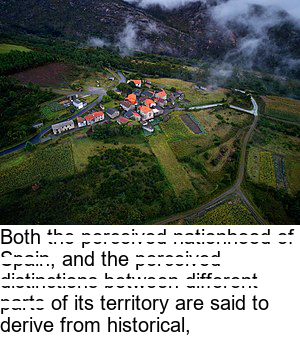 Both the perceived nationhood of
Spain, and the perceived
distinctions between different
parts of its territory are said to
derive from historical,